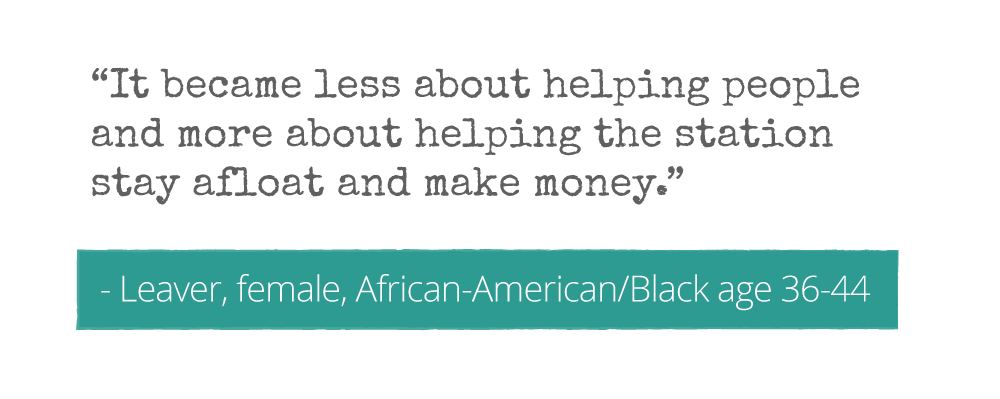 “It became less about helping people
and more about helping the station
stay afloat and make money.”
- Leaver, female, African-American/Black age 36-44